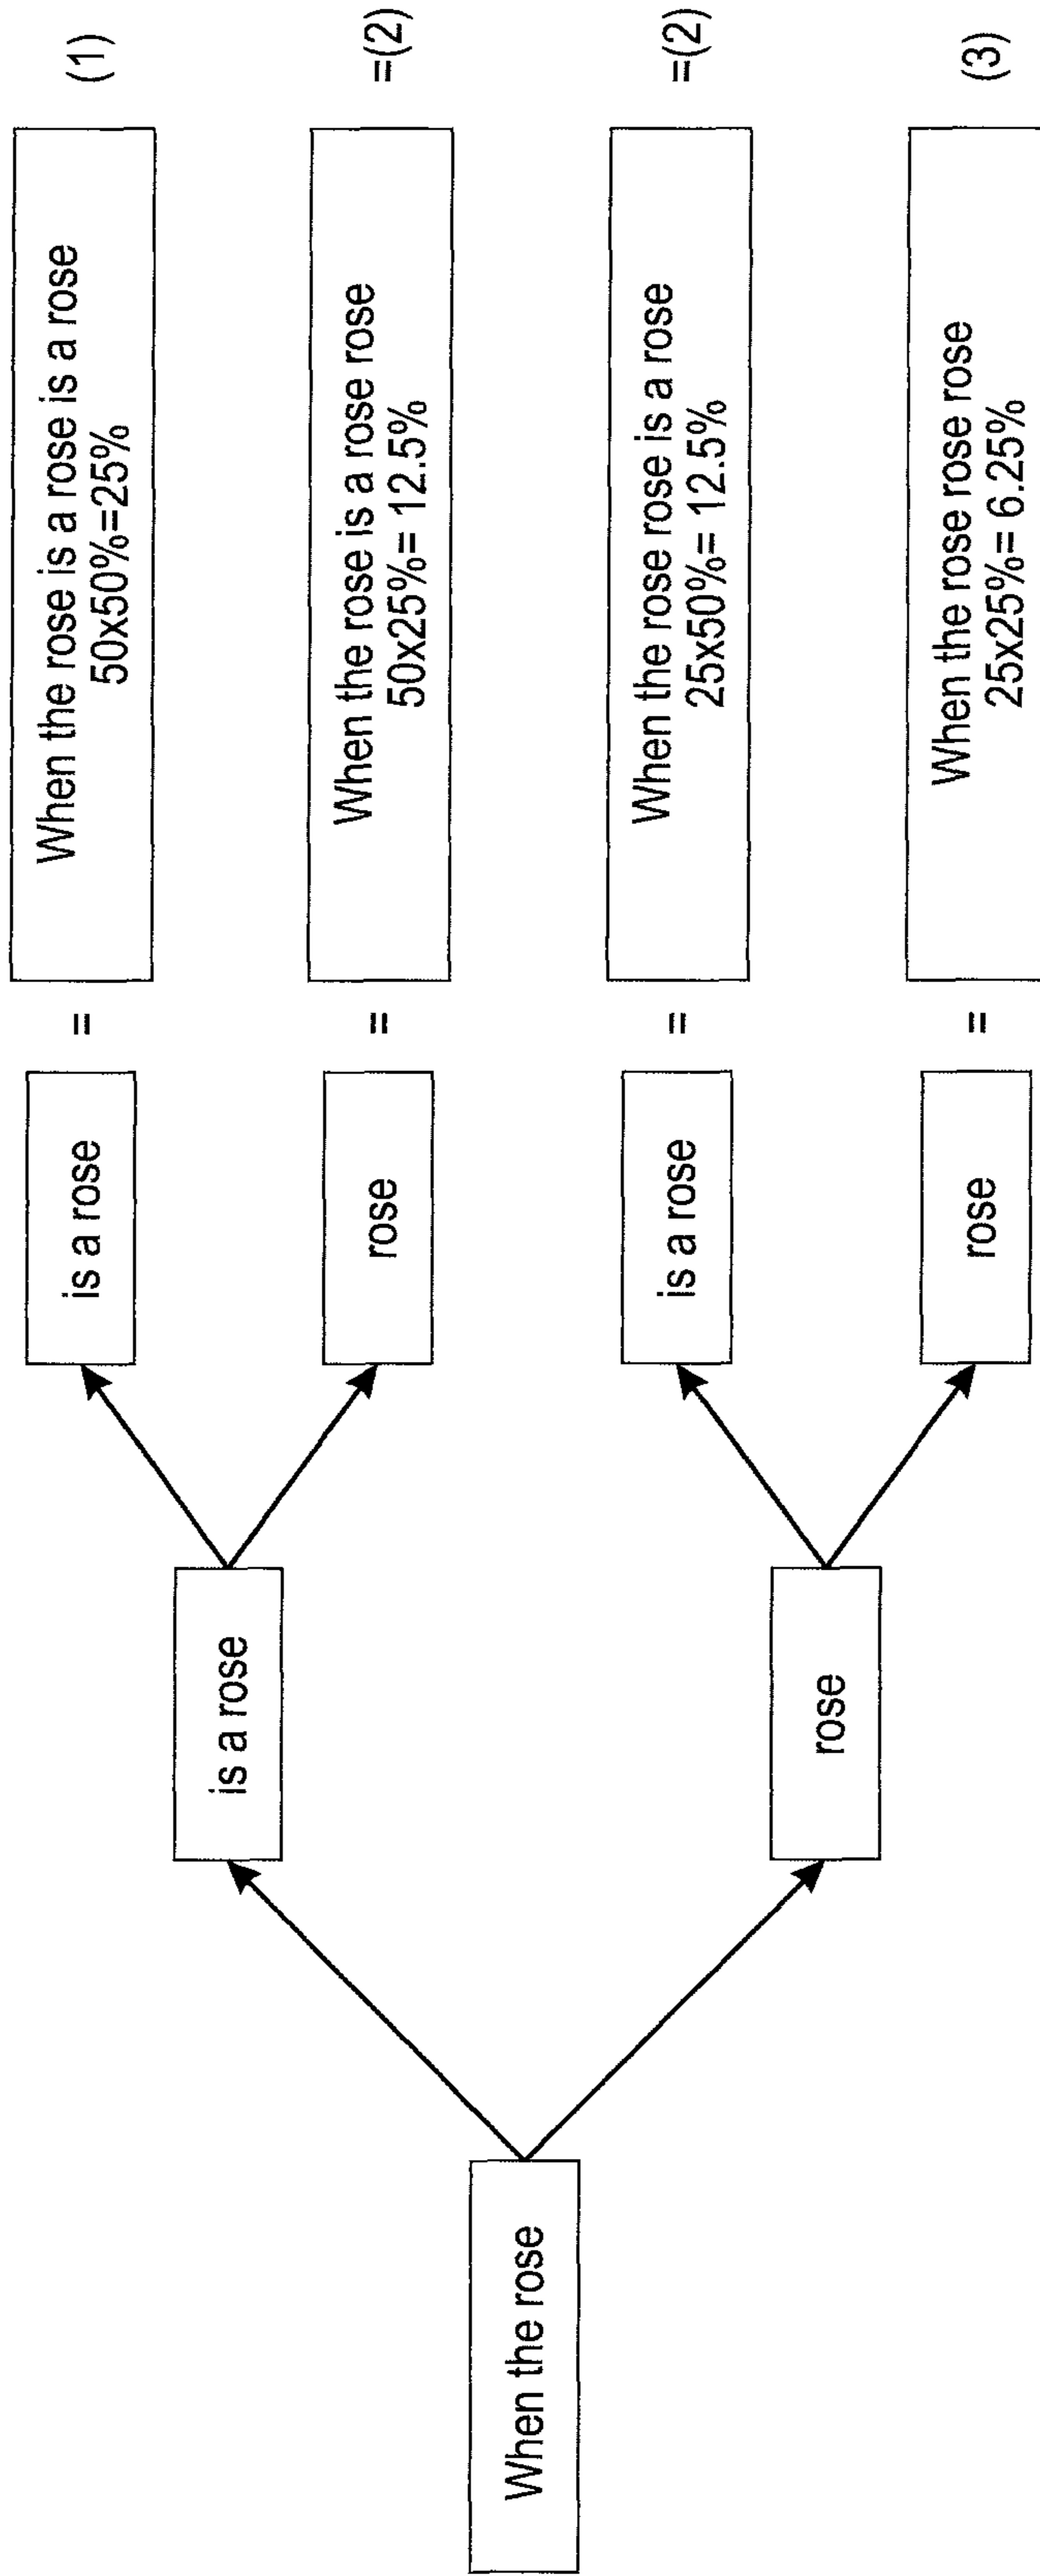 When the rose
is a rose
rose
is a rose
=
When the rose is a rose is a rose
50x50%=25%
(1)
rose
=
When the rose is a rose rose
50x25%= 12.5%
=(2)
is a rose
=
When the rose rose is a rose
25x50%= 12.5%
=(2)
rose
=
When the rose rose rose
25x25%= 6.25%
(3)